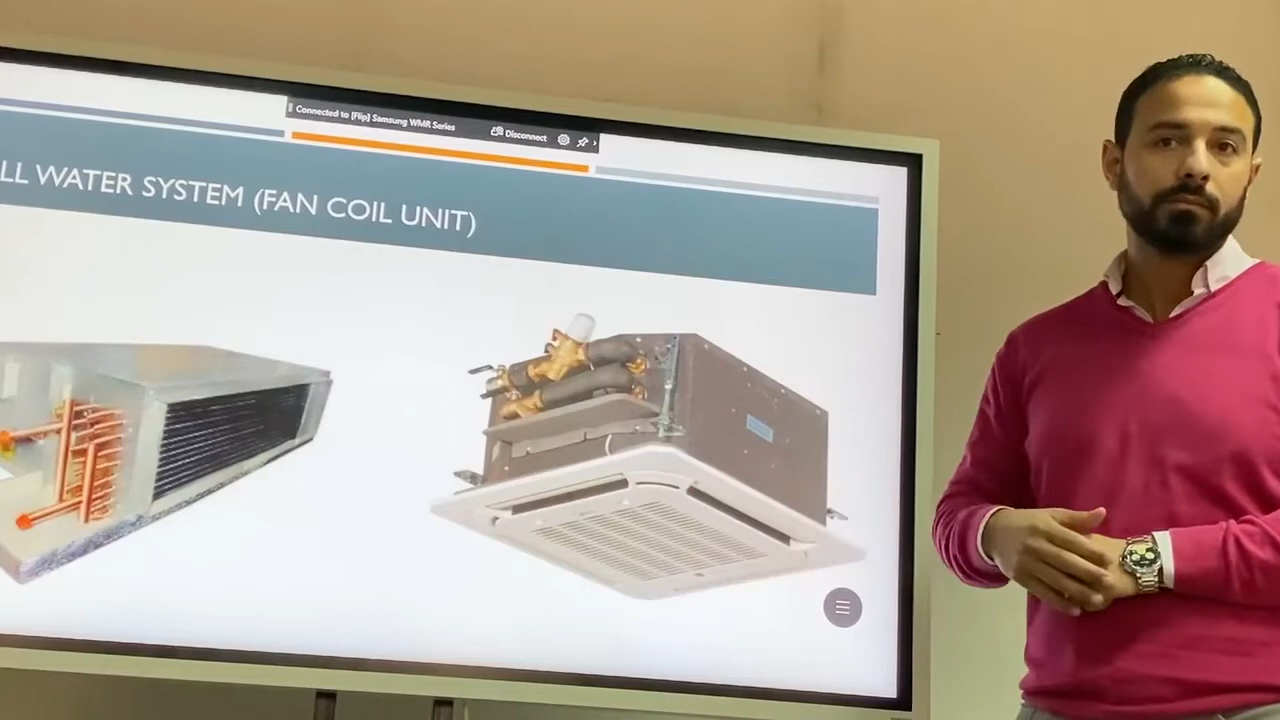 Connected to [Flip] Samsung WMR Series
Disconnect
LL WATER SYSTEM (FAN COIL UNIT)